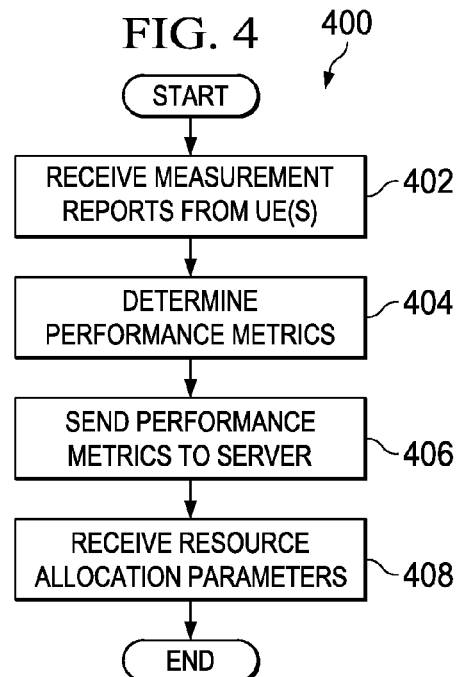 FIG. 4
400
START
RECEIVE MEASUREMENT
REPORTS FROM UE(S)
402
DETERMINE
PERFORMANCE METRICS
404
SEND PERFORMANCE
METRICS TO SERVER
406
RECEIVE RESOURCE
ALLOCATION PARAMETERS
408
END